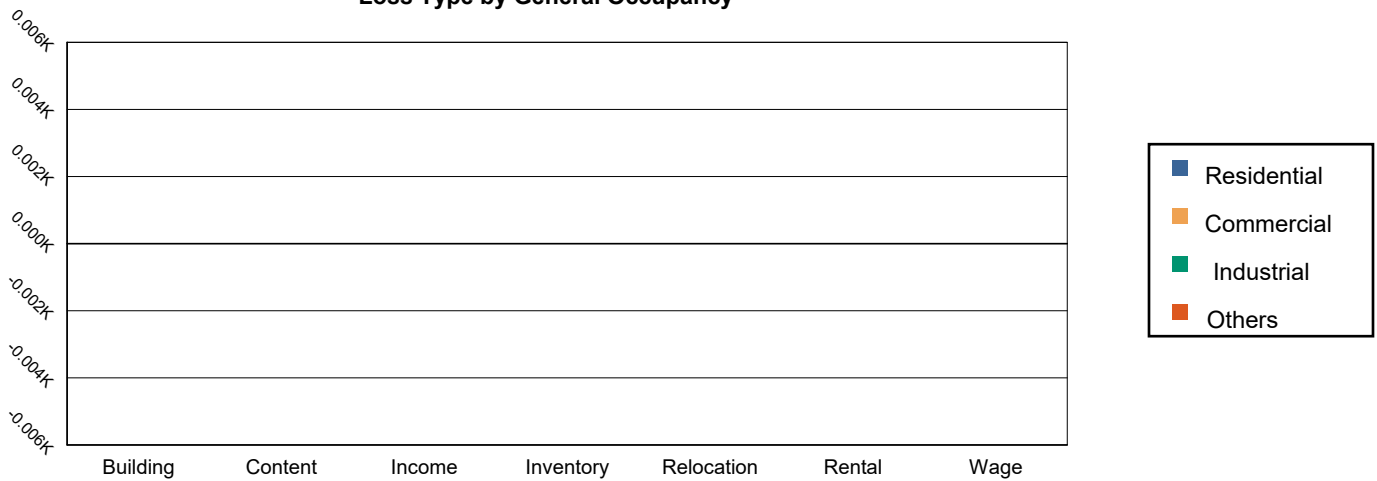 Loss Type by General Occupancy
0.006K
0.004K
0.002K
0.000K
-0.002K
-0.004K
-0.006K
Building Content Income Inventory Relocation Rental Wage
Residential
Commercial
Industrial
Others